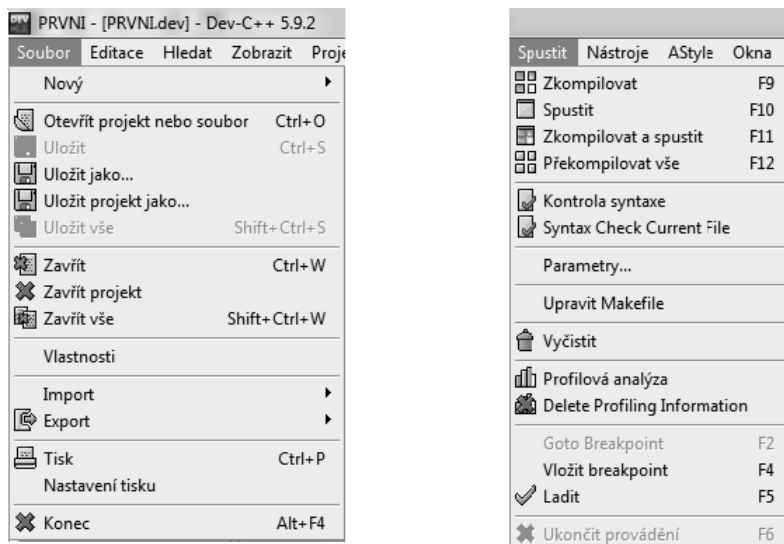 PRVNI - [PRVNI.dev] - Dev-C++ 5.9.2
Soubor Editace Hledat Zobrazit Proje
Nový
Otevřít projekt nebo soubor Ctrl+O
Uložit Ctrl+S
Uložit jako...
Uložit projekt jako...
Uložit vše Shift+Ctrl+S
Zavřít Ctrl+W
Zavřít projekt
Zavřít vše Shift+Ctrl+W
Vlastnosti
Import
Export
Tisk Ctrl+P
Nastavení tisku
Konec Alt+F4
Spustit Nástroje AStyle Okna
Zkompilovat F9
Spustit F10
Zkompilovat a spustit F11
Překompilovat vše F12
Kontrola syntaxe
Syntax Check Current File
Parametry...
Upravit Makefile
Vyčistit
Profilová analýza
Delete Profiling Information
Goto Breakpoint F2
Vložit breakpoint F4
Ladit F5
Ukončit provádění F6